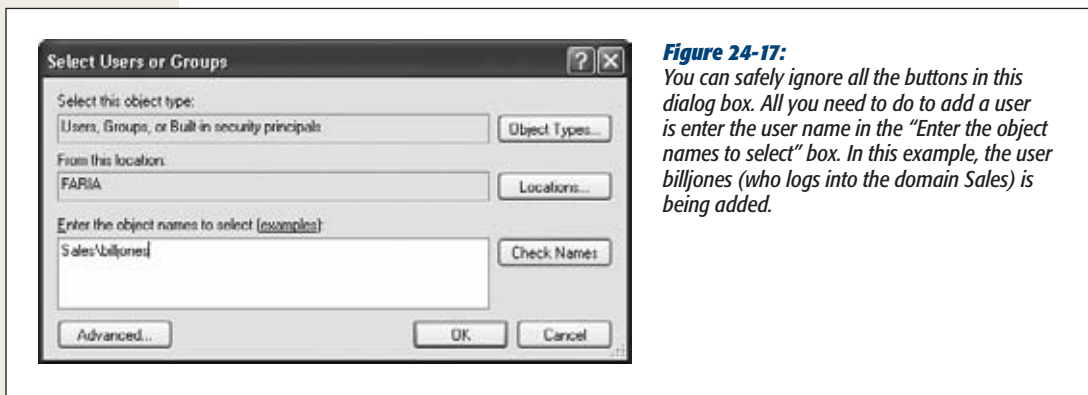 Select Users or Groups
Select this object type:
Users, Groups, or Built-in security principals
Object Types...
From this location:
FARIA
Locations...
Enter the object names to select (examples):
Sales\billjones
Check Names
Advanced...
OK
Cancel
Figure 24-17:
You can safely ignore all the buttons in this
dialog box. All you need to do to add a user
is enter the user name in the “Enter the object
names to select” box. In this example, the user
billjones (who logs into the domain Sales) is
being added.